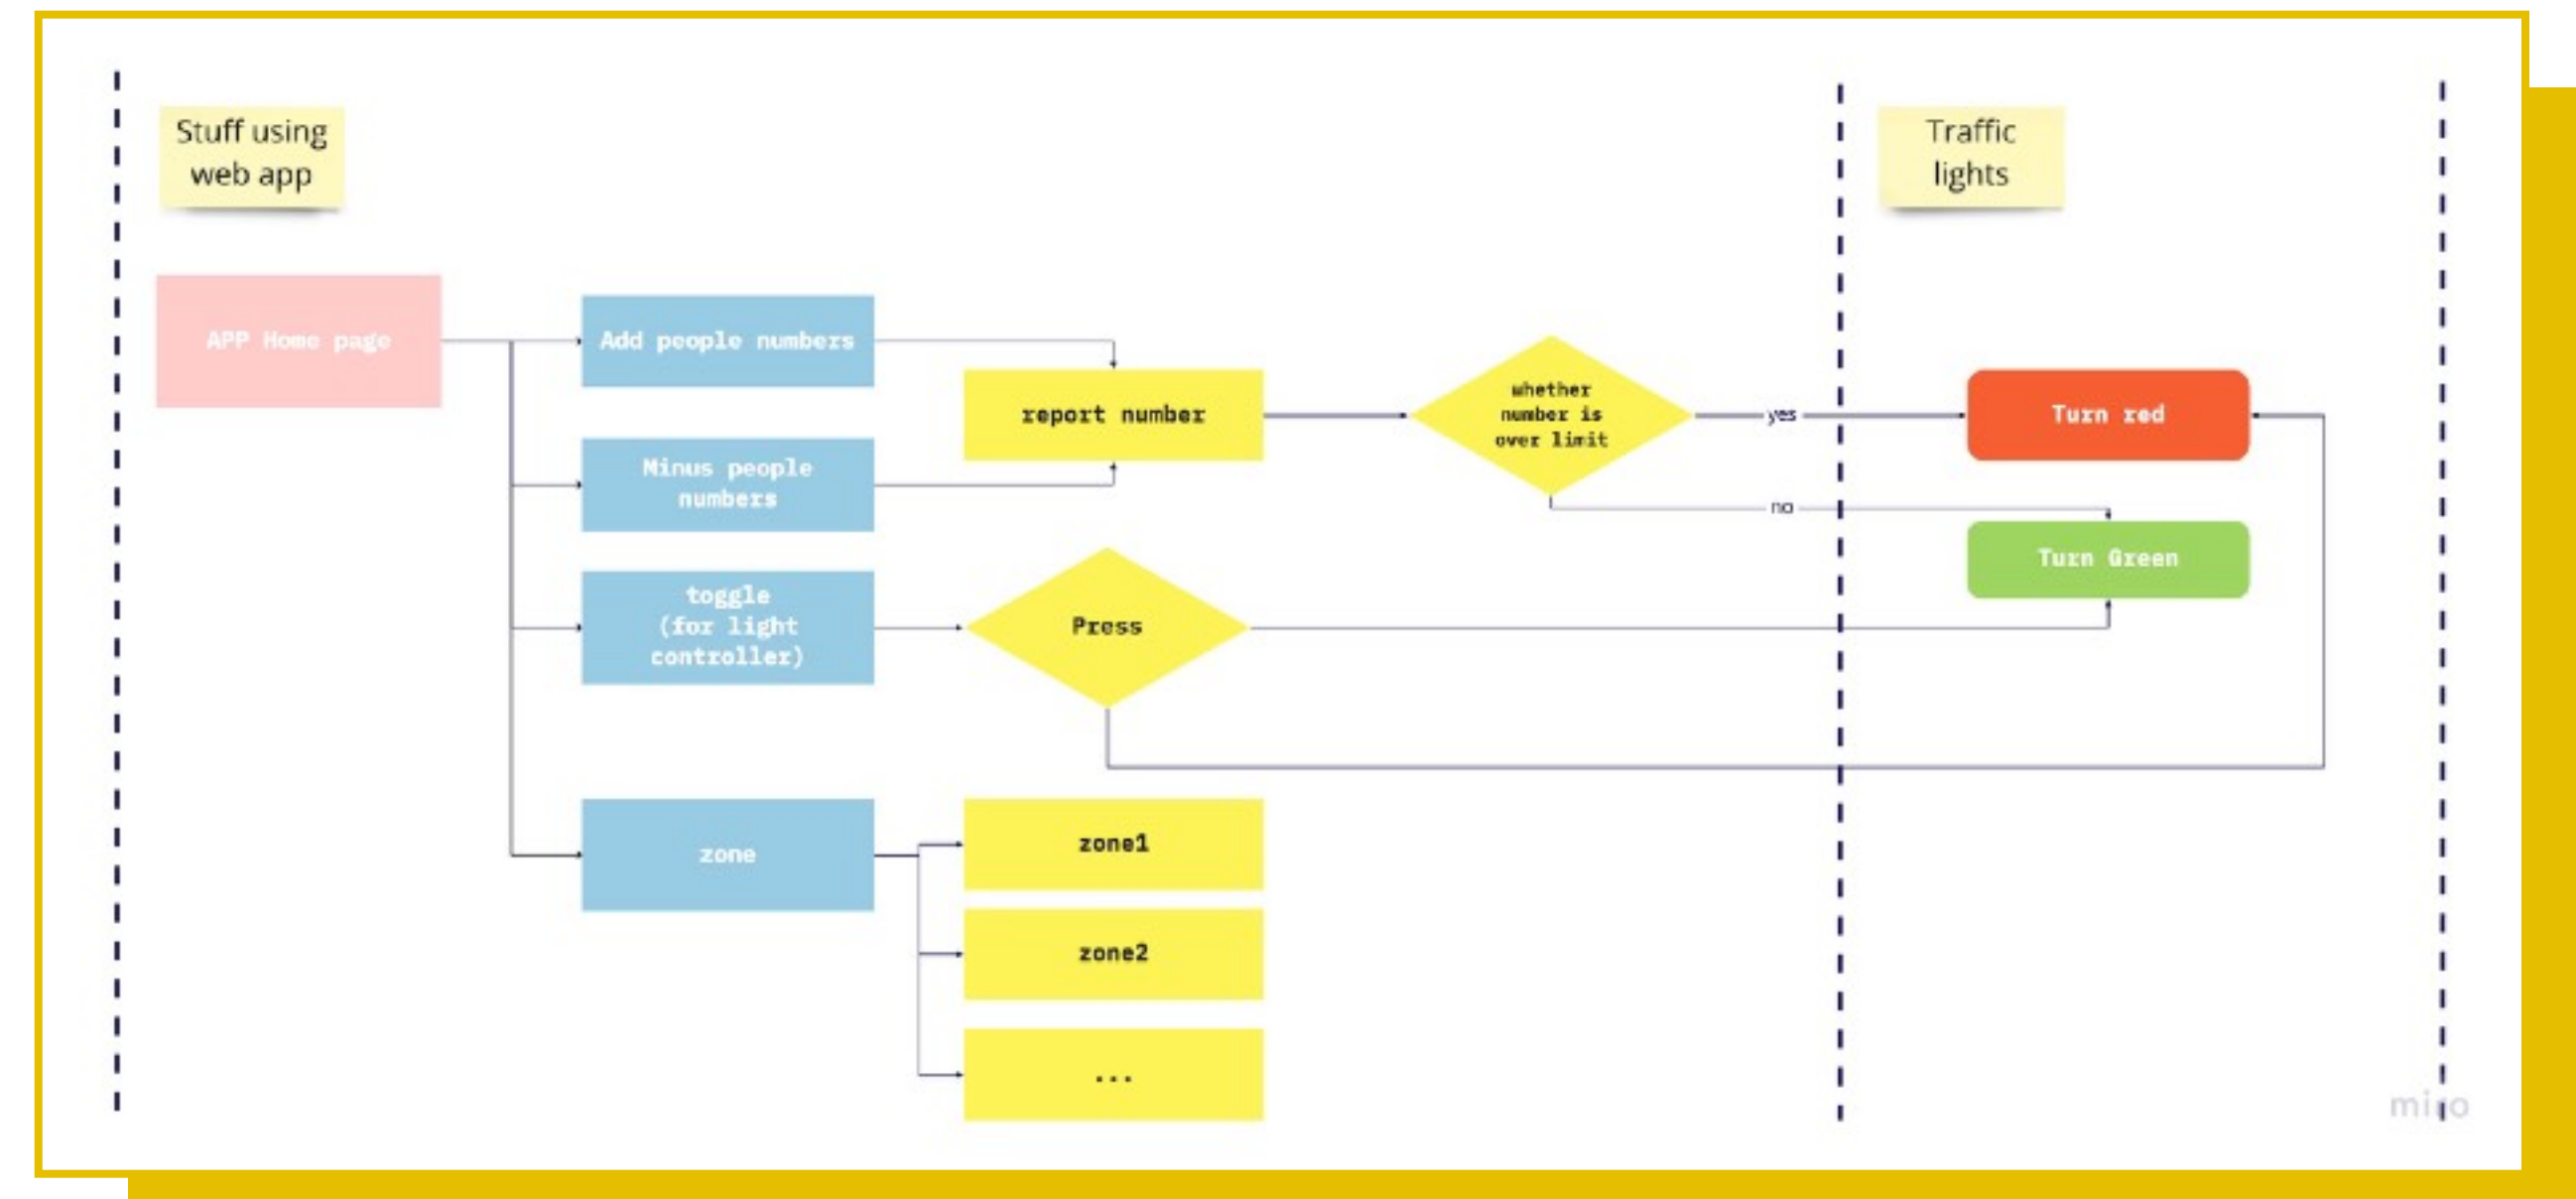 Stuff using
web app
Traffic
lights
APP Home page
Add people numbers
Minus people
numbers
toggle
(for light
controller)
zone
report number
Press
zone1
zone2
...
whether
number is
over limit
yes
no
Turn red
Turn Green
miro